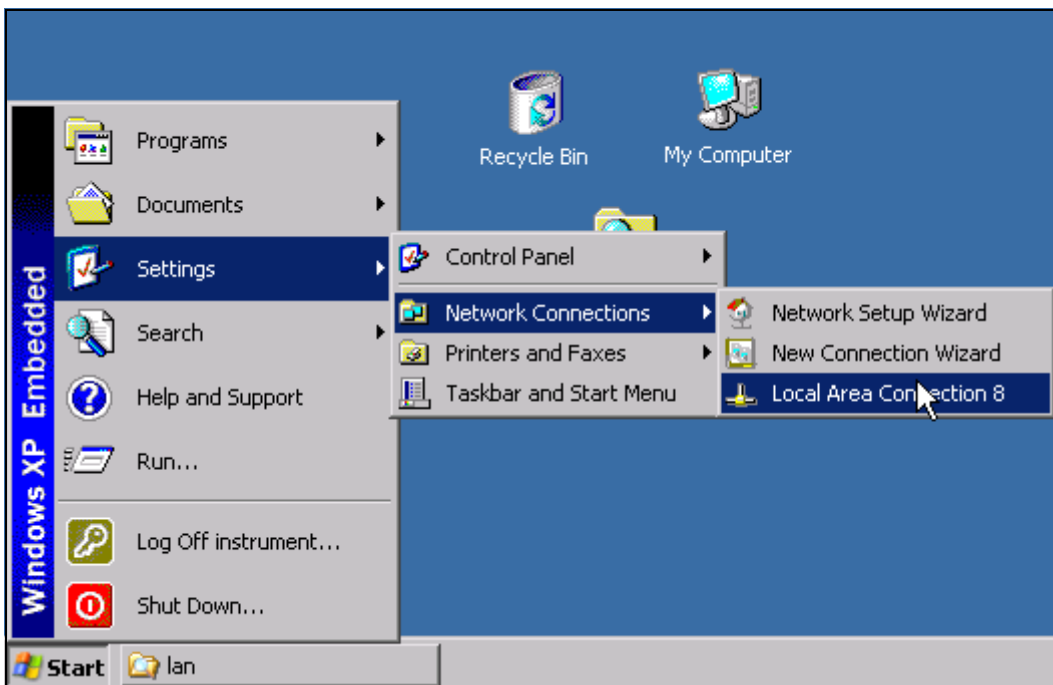 Recycle Bin
My Computer
Windows XP Embedded
Programs
Documents
Settings
Search
Help and Support
Run...
Log Off instrument...
Shut Down...
Control Panel
Network Connections
Printers and Faxes
Taskbar and Start Menu
Network Setup Wizard
New Connection Wizard
Local Area Connection 8
Start
lan